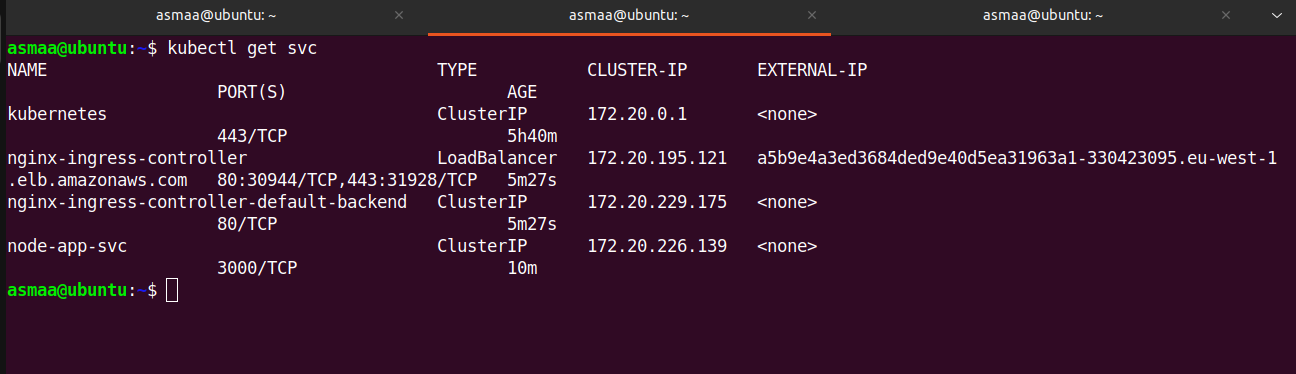 asmaa@ubuntu: ~ × asmaa@ubuntu: ~ × asmaa@ubuntu: ~ ×
asmaa@ubuntu:~$ kubectl get svc
NAME TYPE CLUSTER-IP EXTERNAL-IP
PORT(S) AGE
kubernetes ClusterIP 172.20.0.1 <none>
443/TCP 5h40m
nginx-ingress-controller LoadBalancer 172.20.195.121 a5b9e4a3ed3684ded9e40d5ea31963a1-330423095.eu-west-1
.elb.amazonaws.com 80:30944/TCP,443:31928/TCP 5m27s
nginx-ingress-controller-default-backend ClusterIP 172.20.229.175 <none>
80/TCP 5m27s
node-app-svc ClusterIP 172.20.226.139 <none>
3000/TCP 10m
asmaa@ubuntu:~$